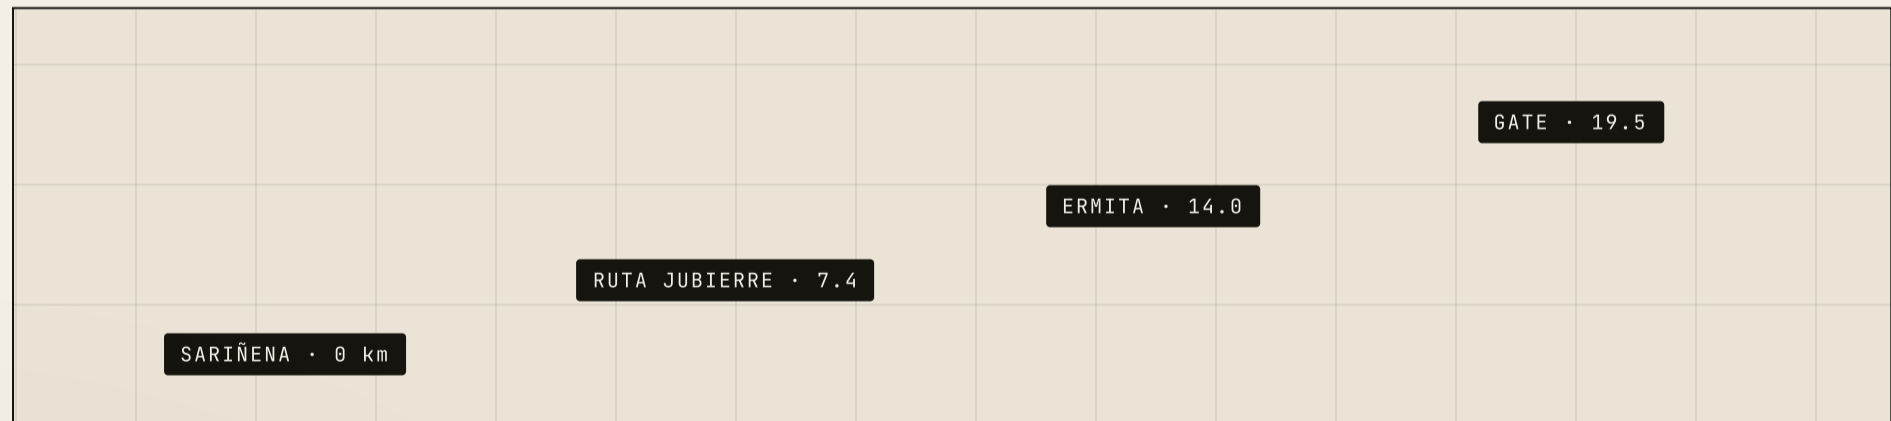 GATE · 19.5
ERMITA · 14.0
RUTA JUBIERRE · 7.4
SARIÑENA · 0 km